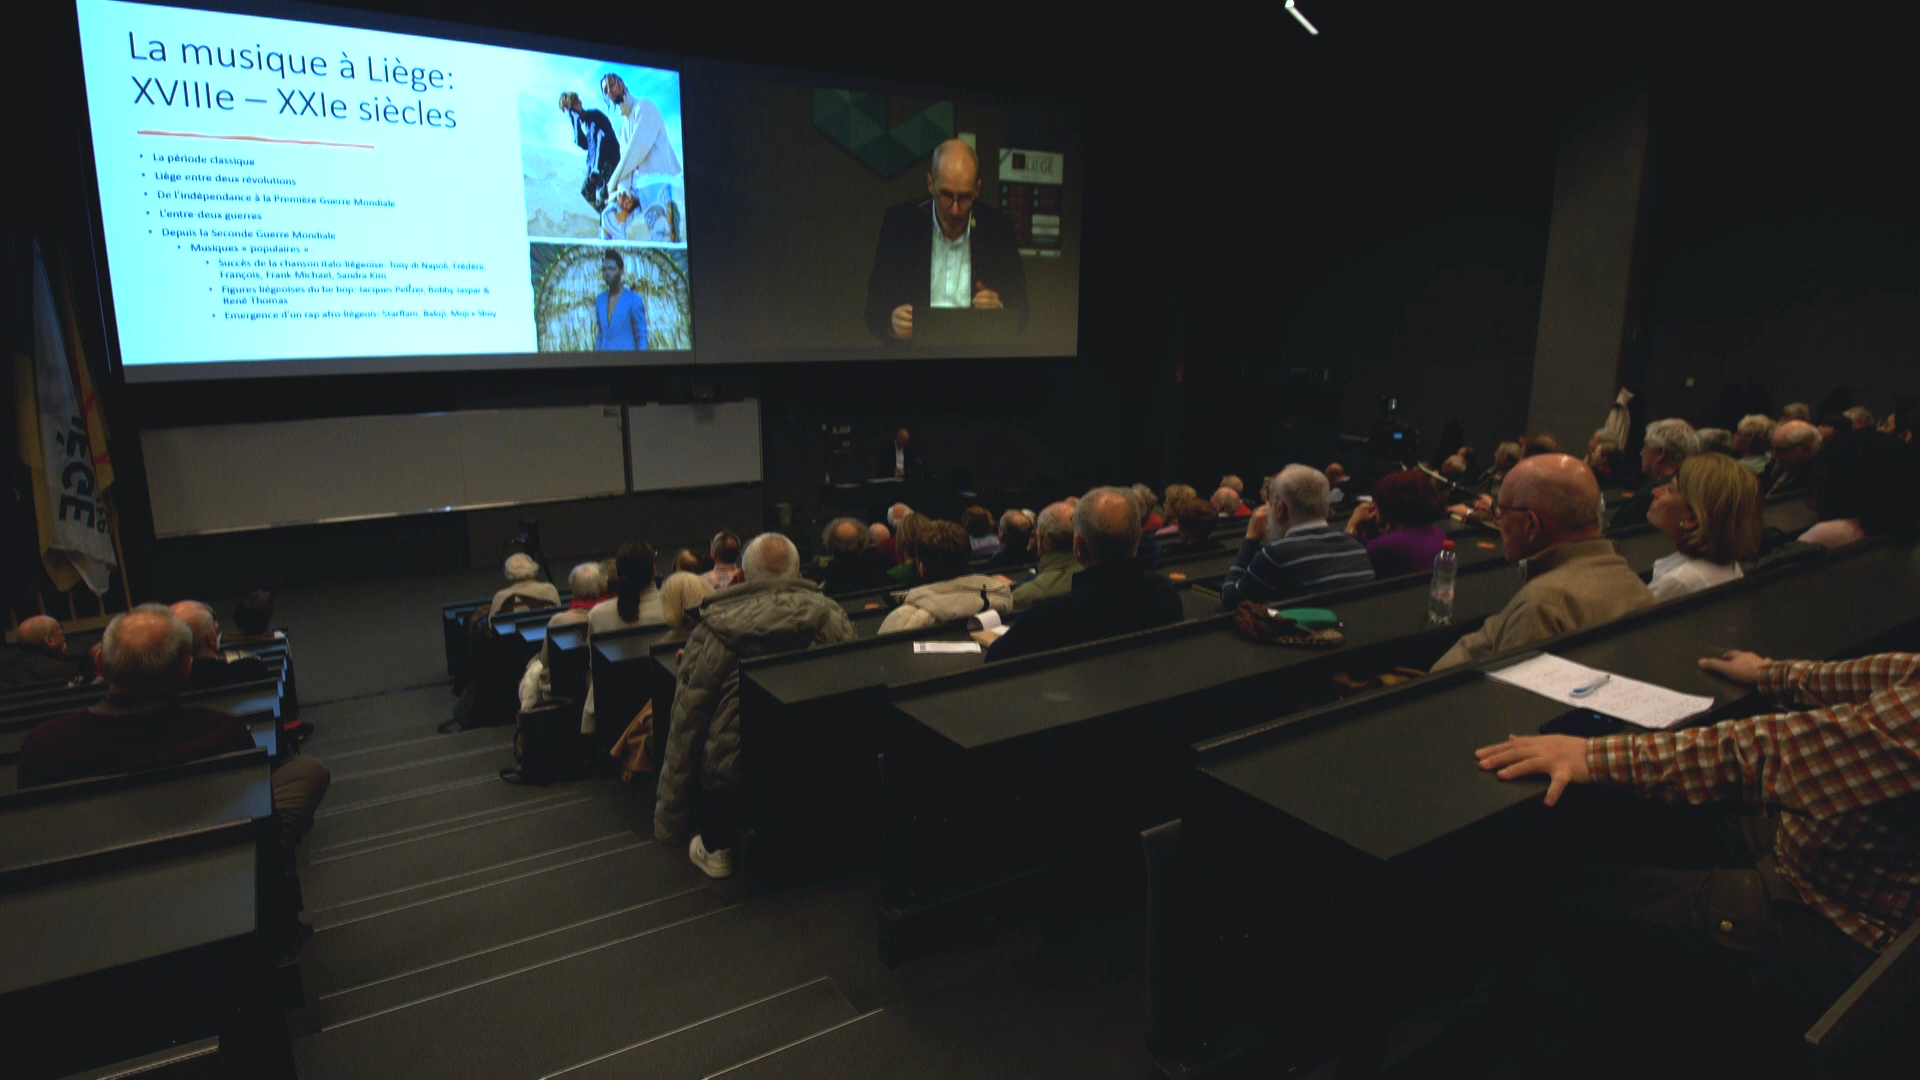 La musique à Liège:
XVIIIe – XXIe siècles
• La période classique
• Liège entre deux révolutions
• De l'indépendance à la Première Guerre Mondiale
• L'entre-deux guerres
• Depuis la Seconde Guerre Mondiale
• Musiques « populaires »
• Succès de la chanson italo-liégeoise: Tony di Napoli, Frédéric
François, Frank Michael, Sandra Kim
• Figures liégeoises du be bop: Jacques Pelzer, Bobby Jaspar &
René Thomas
• Emergence d'un rap afro-liégeois: Starflam, Baloji,
LIÈGE
IÈGE